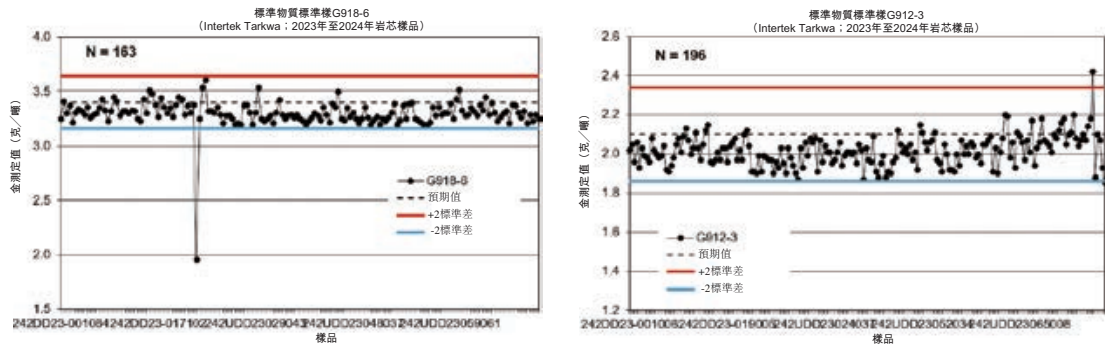 標準物質標準樣G918-6
（Intertek Tarkwa；2023年至2024年岩芯樣品）
N = 163
金測定值（克／噸）
4.0
3.5
3.0
2.5
2.0
1.5
G918-6
預期值
+2標準差
-2標準差
樣品
標準物質標準樣G912-3
（Intertek Tarkwa；2023年至2024年岩芯樣品）
N = 196
金測定值（克／噸）
2.6
2.4
2.2
2.0
1.8
1.6
1.4
1.2
G912-3
預期值
+2標準差
-2標準差
樣品